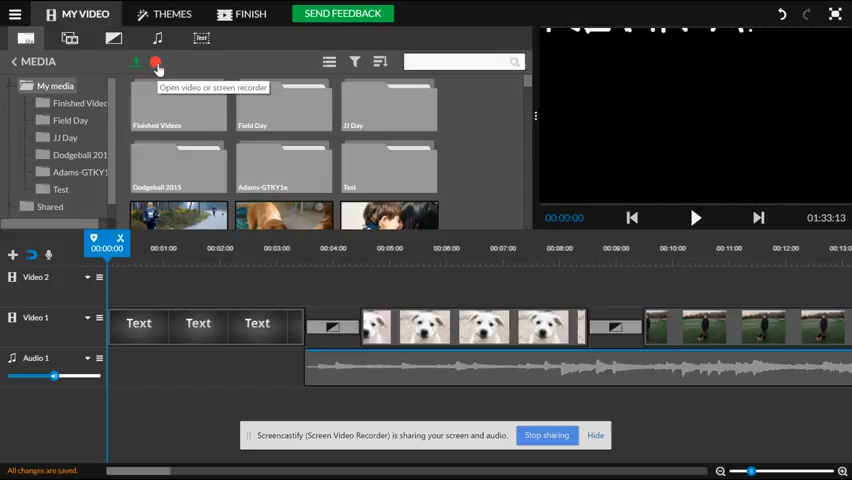 MY VIDEO
THEMES
FINISH
SEND FEEDBACK
Text
MEDIA
Open video or screen recorder
My media
Finished Videc
Field Day
JJ Day
Dodgeball 201
Adams-GTKY1
Test
Shared
Finished Videos
Field Day
JJ Day
Dodgeball 2015
Adams-GTKY1e
Test
00:00:00
01:33:13
00:00:00
00:01:00
00:02:00
00:03:00
00:04:00
00:05:00
00:06:00
00:07:00
00:08:00
00:09:00
00:10:00
00:11:00
00:12:00
Video 2
Video 1
Text
Text
Text
Audio 1
Screencastify (Screen Video Recorder) is sharing your screen and audio.
Stop sharing
Hide
All changes are saved.